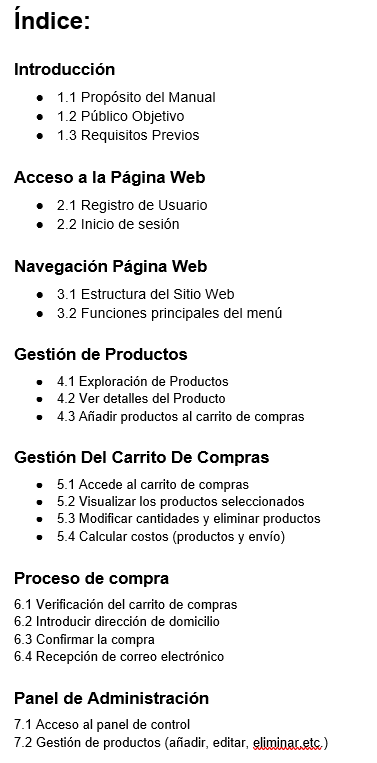 Índice:
Introducción
● 1.1 Propósito del Manual
● 1.2 Público Objetivo
● 1.3 Requisitos Previos
Acceso a la Página Web
● 2.1 Registro de Usuario
● 2.2 Inicio de sesión
Navegación Página Web
● 3.1 Estructura del Sitio Web
● 3.2 Funciones principales del menú
Gestión de Productos
● 4.1 Exploración de Productos
● 4.2 Ver detalles del Producto
● 4.3 Añadir productos al carrito de compras
Gestión Del Carrito De Compras
● 5.1 Accede al carrito de compras
● 5.2 Visualizar los productos seleccionados
● 5.3 Modificar cantidades y eliminar productos
● 5.4 Calcular costos (productos y envío)
Proceso de compra
6.1 Verificación del carrito de compras
6.2 Introducir dirección de domicilio
6.3 Confirmar la compra
6.4 Recepción de correo electrónico
Panel de Administración
7.1 Acceso al panel de control
7.2 Gestión de productos (añadir, editar, eliminar,etc.)